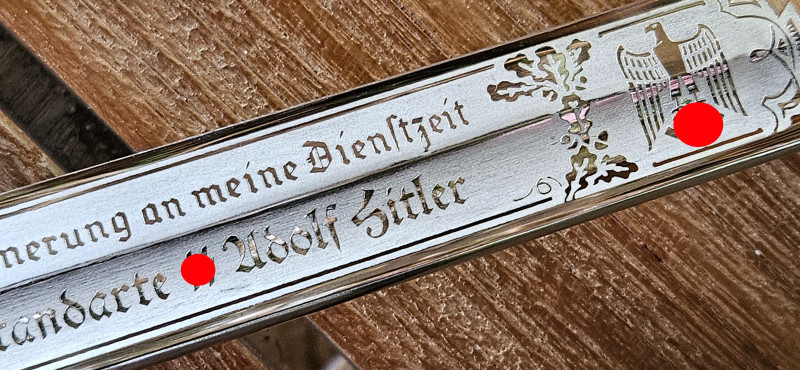 nerung an meine Dienſtzeit
tandarte Adolf Hitler